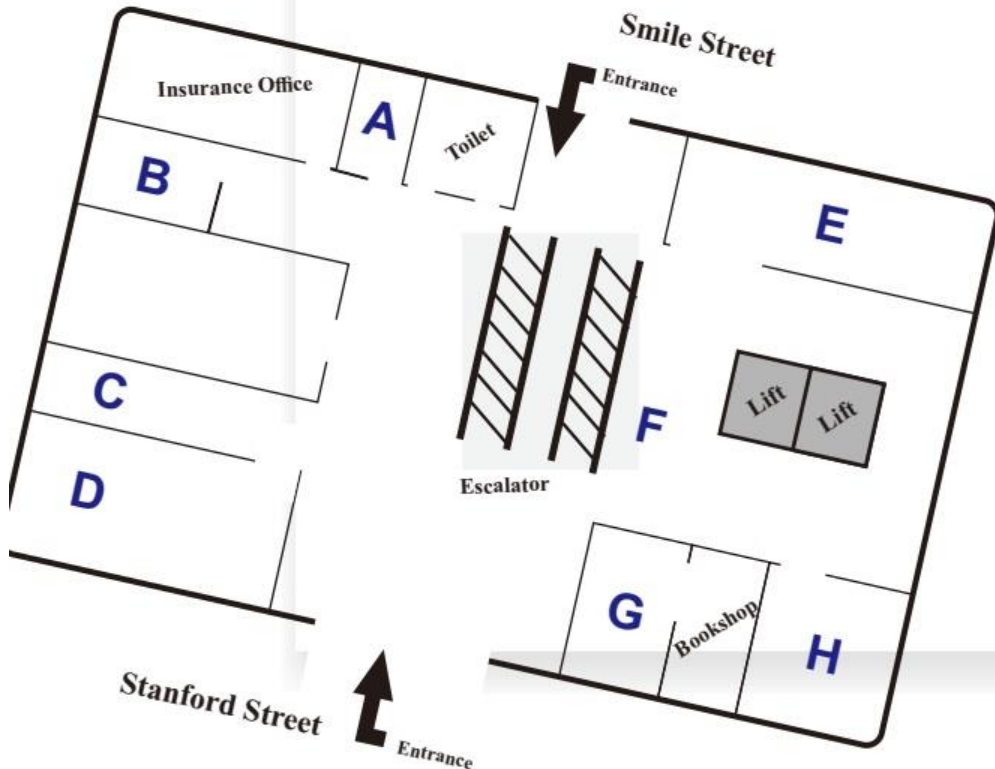 Smile Street
Entrance
Insurance Office
A
Toilet
B
E
C
Lift
Lift
F
D
Escalator
G
Bookshop
H
Stanford Street
Entrance